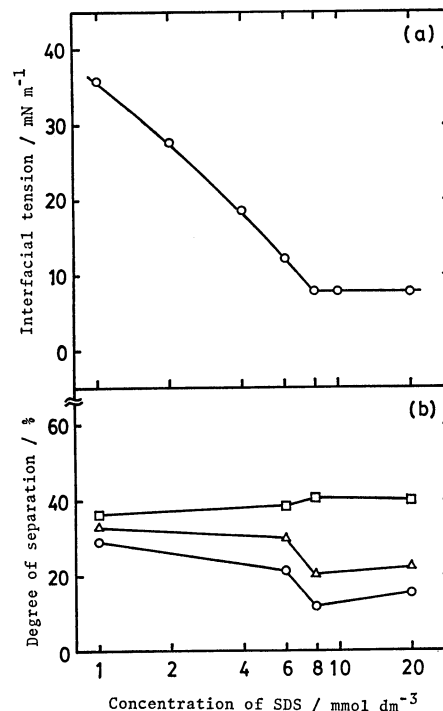 (a)
40
30
20
10
0
Interfacial tension / mN m⁻¹
(b)
60
40
20
0
Degree of separation / %
1 2 4 6 8 10 20
Concentration of SDS / mmol dm⁻³